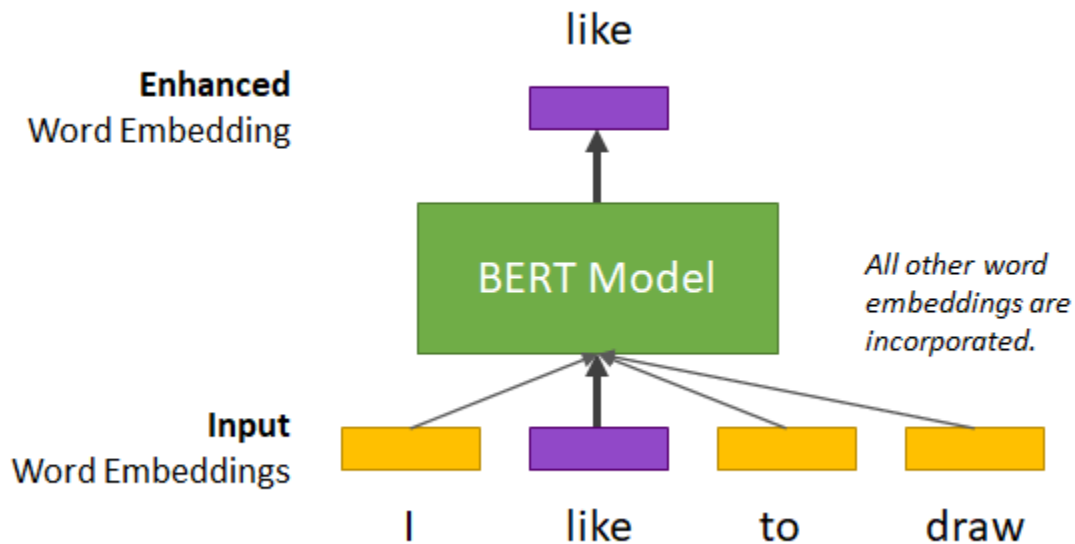 like
Enhanced
Word Embedding
BERT Model
All other word
embeddings are
incorporated.
Input
Word Embeddings
I like to draw